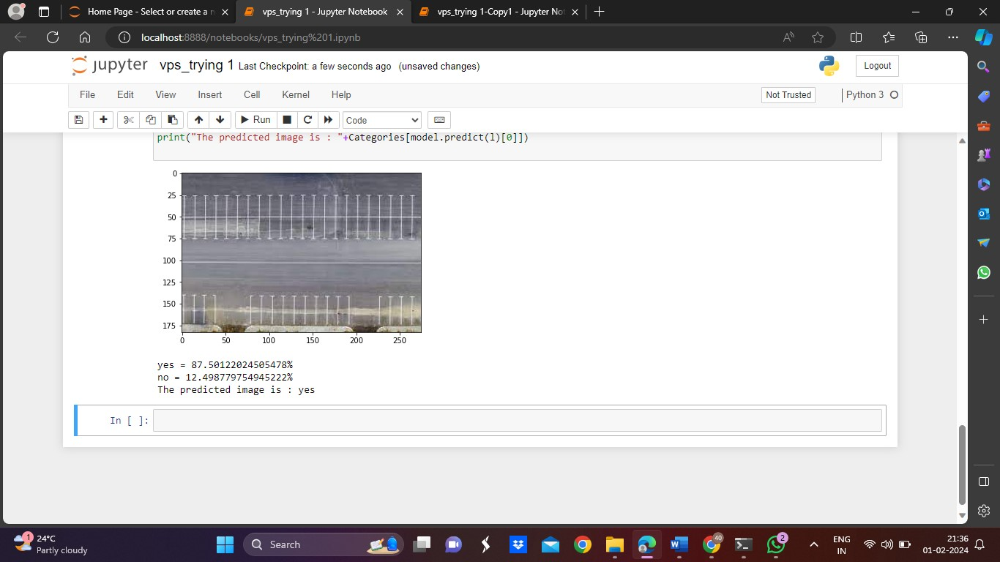 Home Page - Select or create a n
vps_trying 1 - Jupyter Notebook
vps_trying 1-Copy1 - Jupyter No
localhost:8888/notebooks/vps_trying%201.ipynb
jupyter
vps_trying 1 Last Checkpoint: a few seconds ago (unsaved changes)
Logout
File Edit View Insert Cell Kernel Help
Not Trusted
Python 3
Run
Code
print("The predicted image is : "+Categories[model.predict(l)[0]])
0
25
50
75
100
125
150
175
0 50 100 150 200 250
yes = 87.50122024505478%
no = 12.498779754945222%
The predicted image is : yes
In [ ]:
1
24°C
Partly cloudy
Search
40
2
ENG
IN
21:36
01-02-2024